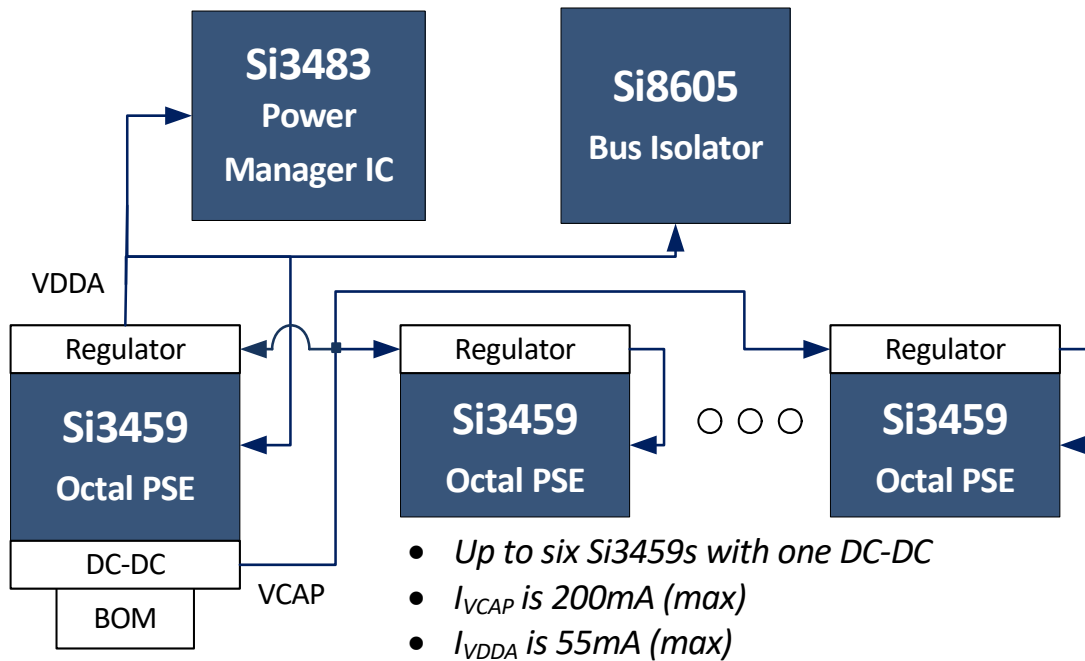 Si3483
Power
Manager IC
Si8605
Bus Isolator
VDDA
Regulator
Regulator
Regulator
Si3459
Octal PSE
Si3459
Octal PSE
Si3459
Octal PSE
DC-DC
VCAP
BOM
• Up to six Si3459s with one DC-DC
• IVCAP is 200mA (max)
• IVDDA is 55mA (max)